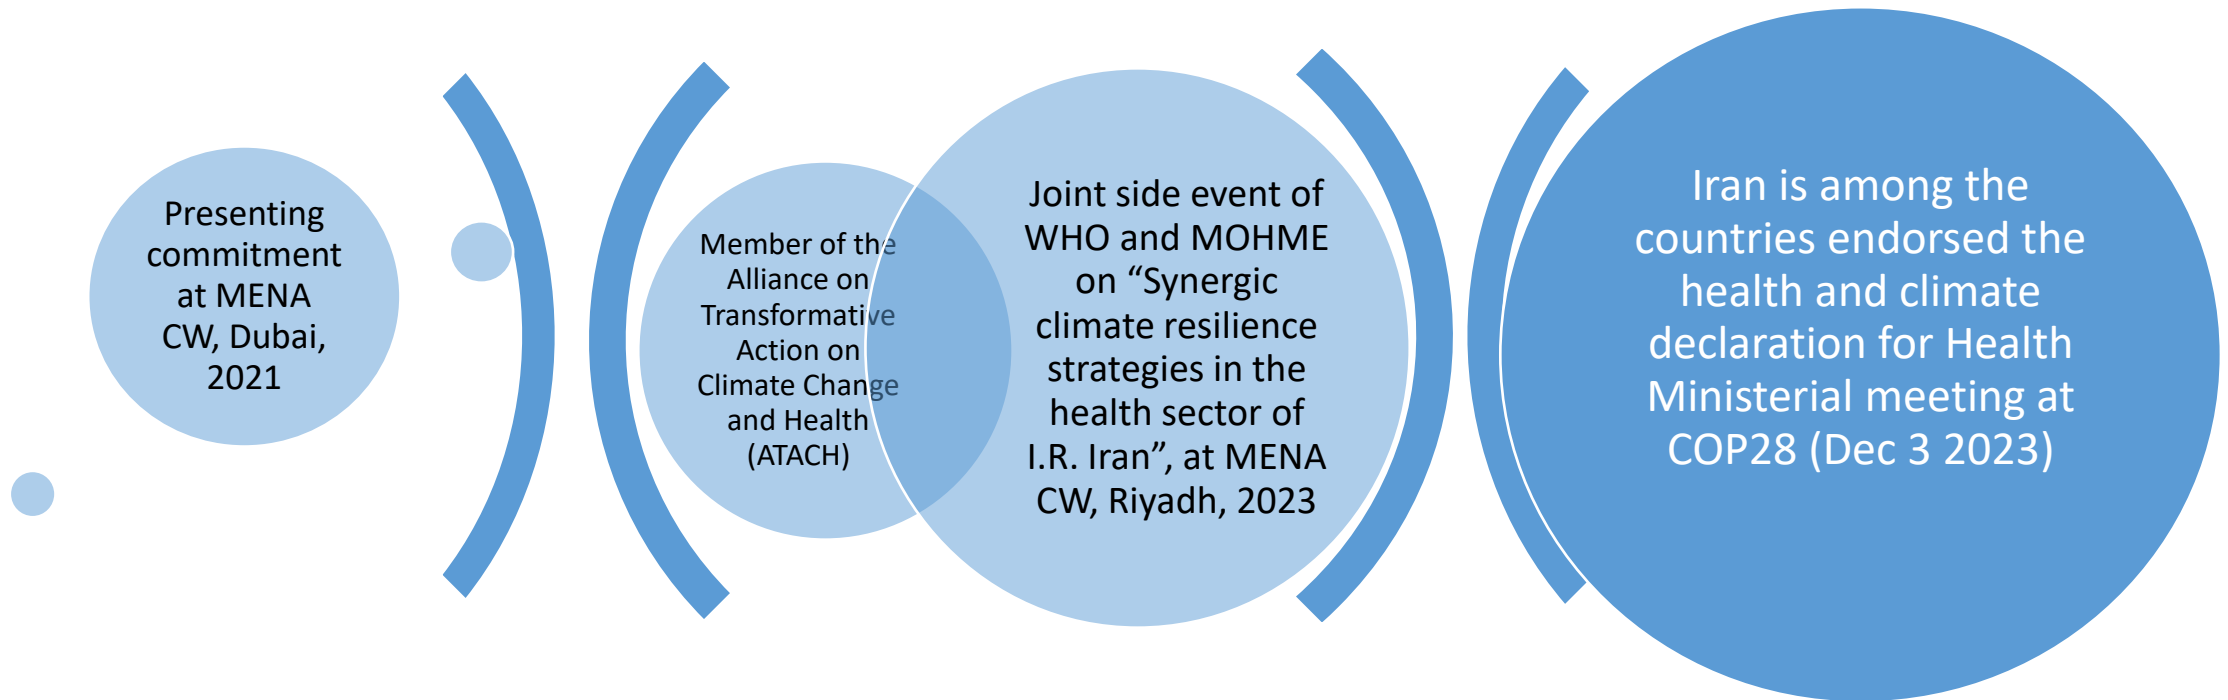 Presenting
commitment
at MENA
CW, Dubai,
2021
Member of the
Alliance on
Transformative
Action on
Climate Change
and Health
(ATACH)
Joint side event of
WHO and MOHME
on “Synergic
climate resilience
strategies in the
health sector of
I.R. Iran”, at MENA
CW, Riyadh, 2023
Iran is among the
countries endorsed the
health and climate
declaration for Health
Ministerial meeting at
COP28 (Dec 3 2023)